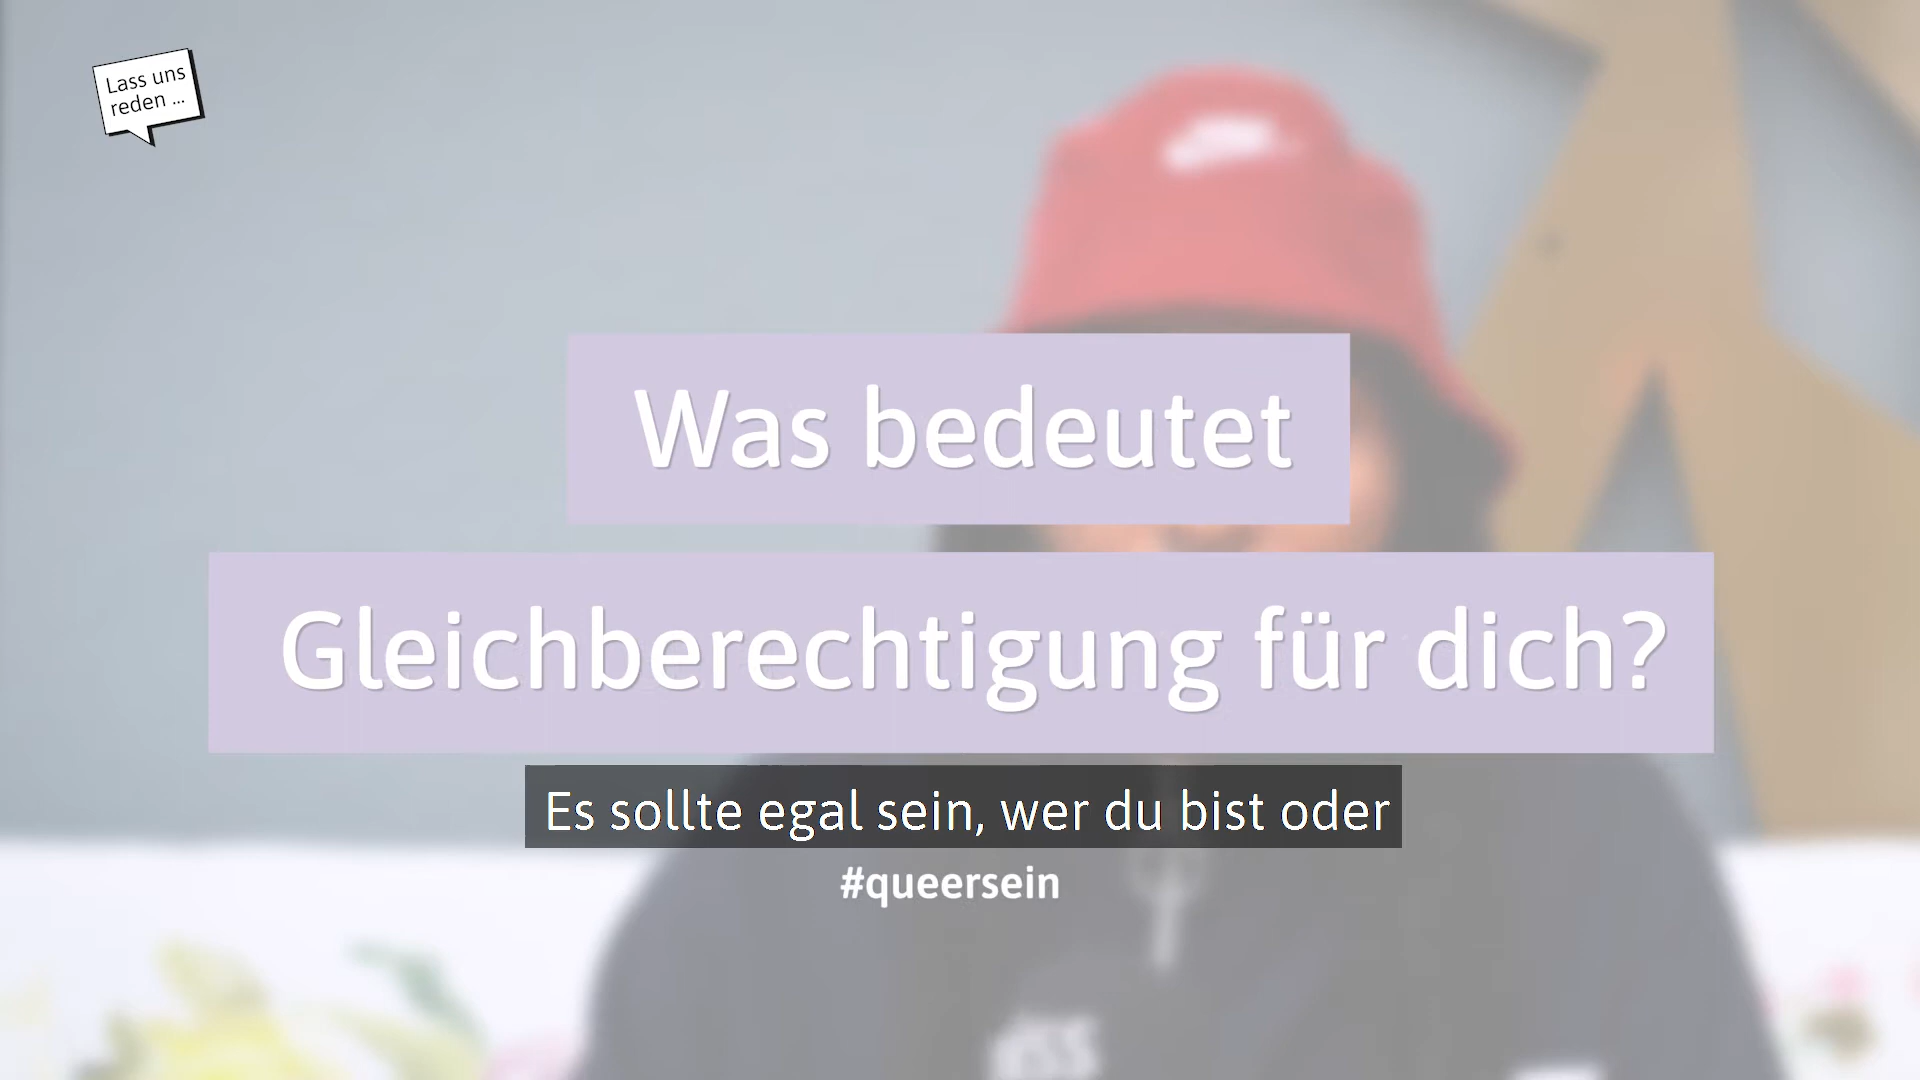 Lass uns
reden ...
Was bedeutet
Gleichberechtigung für dich?
Es sollte egal sein, wer du bist oder
#queersein